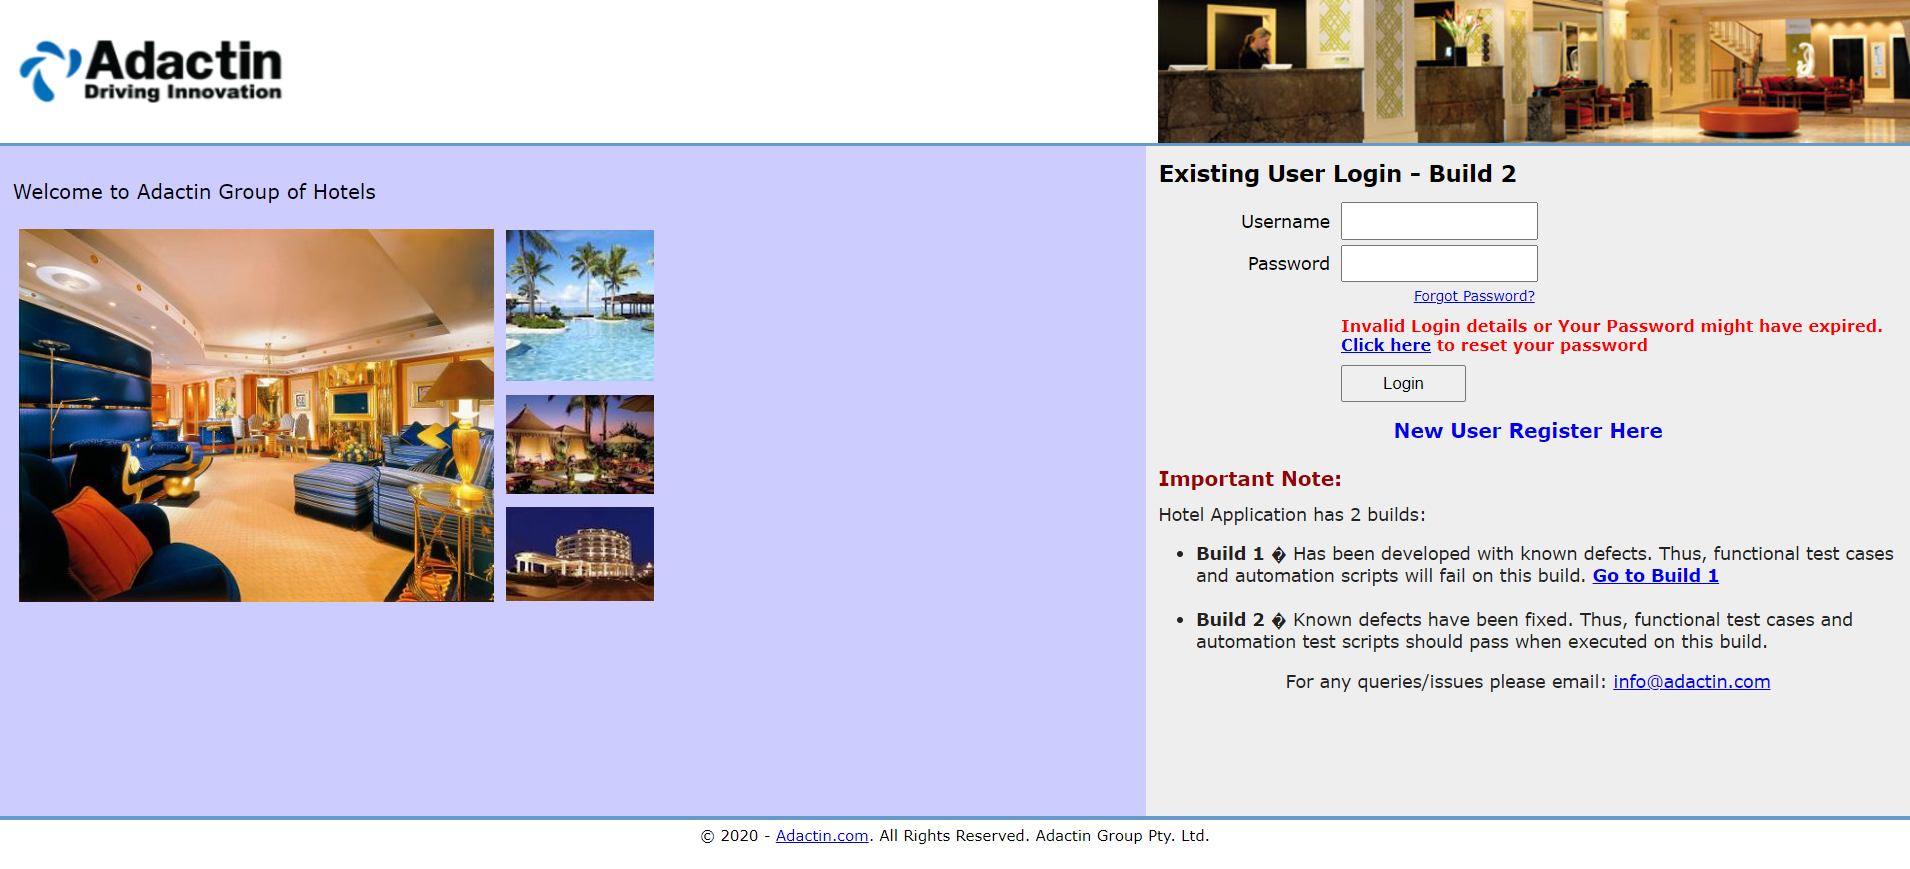 Adactin
Driving Innovation
Welcome to Adactin Group of Hotels
Existing User Login - Build 2
Username
Password
Forgot Password?
Invalid Login details or Your Password might have expired.
Click here to reset your password
Login
New User Register Here
Important Note:
Hotel Application has 2 builds:
• Build 1 � Has been developed with known defects. Thus, functional test cases
and automation scripts will fail on this build. Go to Build 1
• Build 2 � Known defects have been fixed. Thus, functional test cases and
automation test scripts should pass when executed on this build.
For any queries/issues please email: info@adactin.com
© 2020 - Adactin.com. All Rights Reserved. Adactin Group Pty. Ltd.